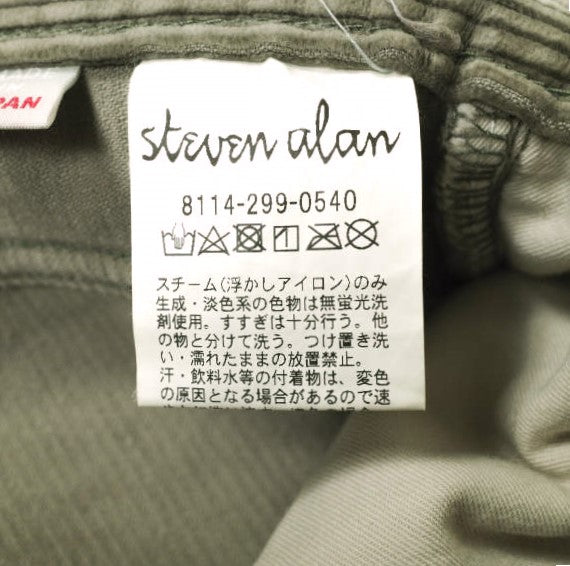 PAN
steven alan
8114-299-0540
スチーム(浮かしアイロン)のみ
生成・淡色系の色物は無蛍光洗
剤使用。すすぎは十分行う。他
の物と分けて洗う。つけ置き洗
い・濡れたままの放置禁止。
汗・飲料水等の付着物は、変色
の原因となる場合があるので速